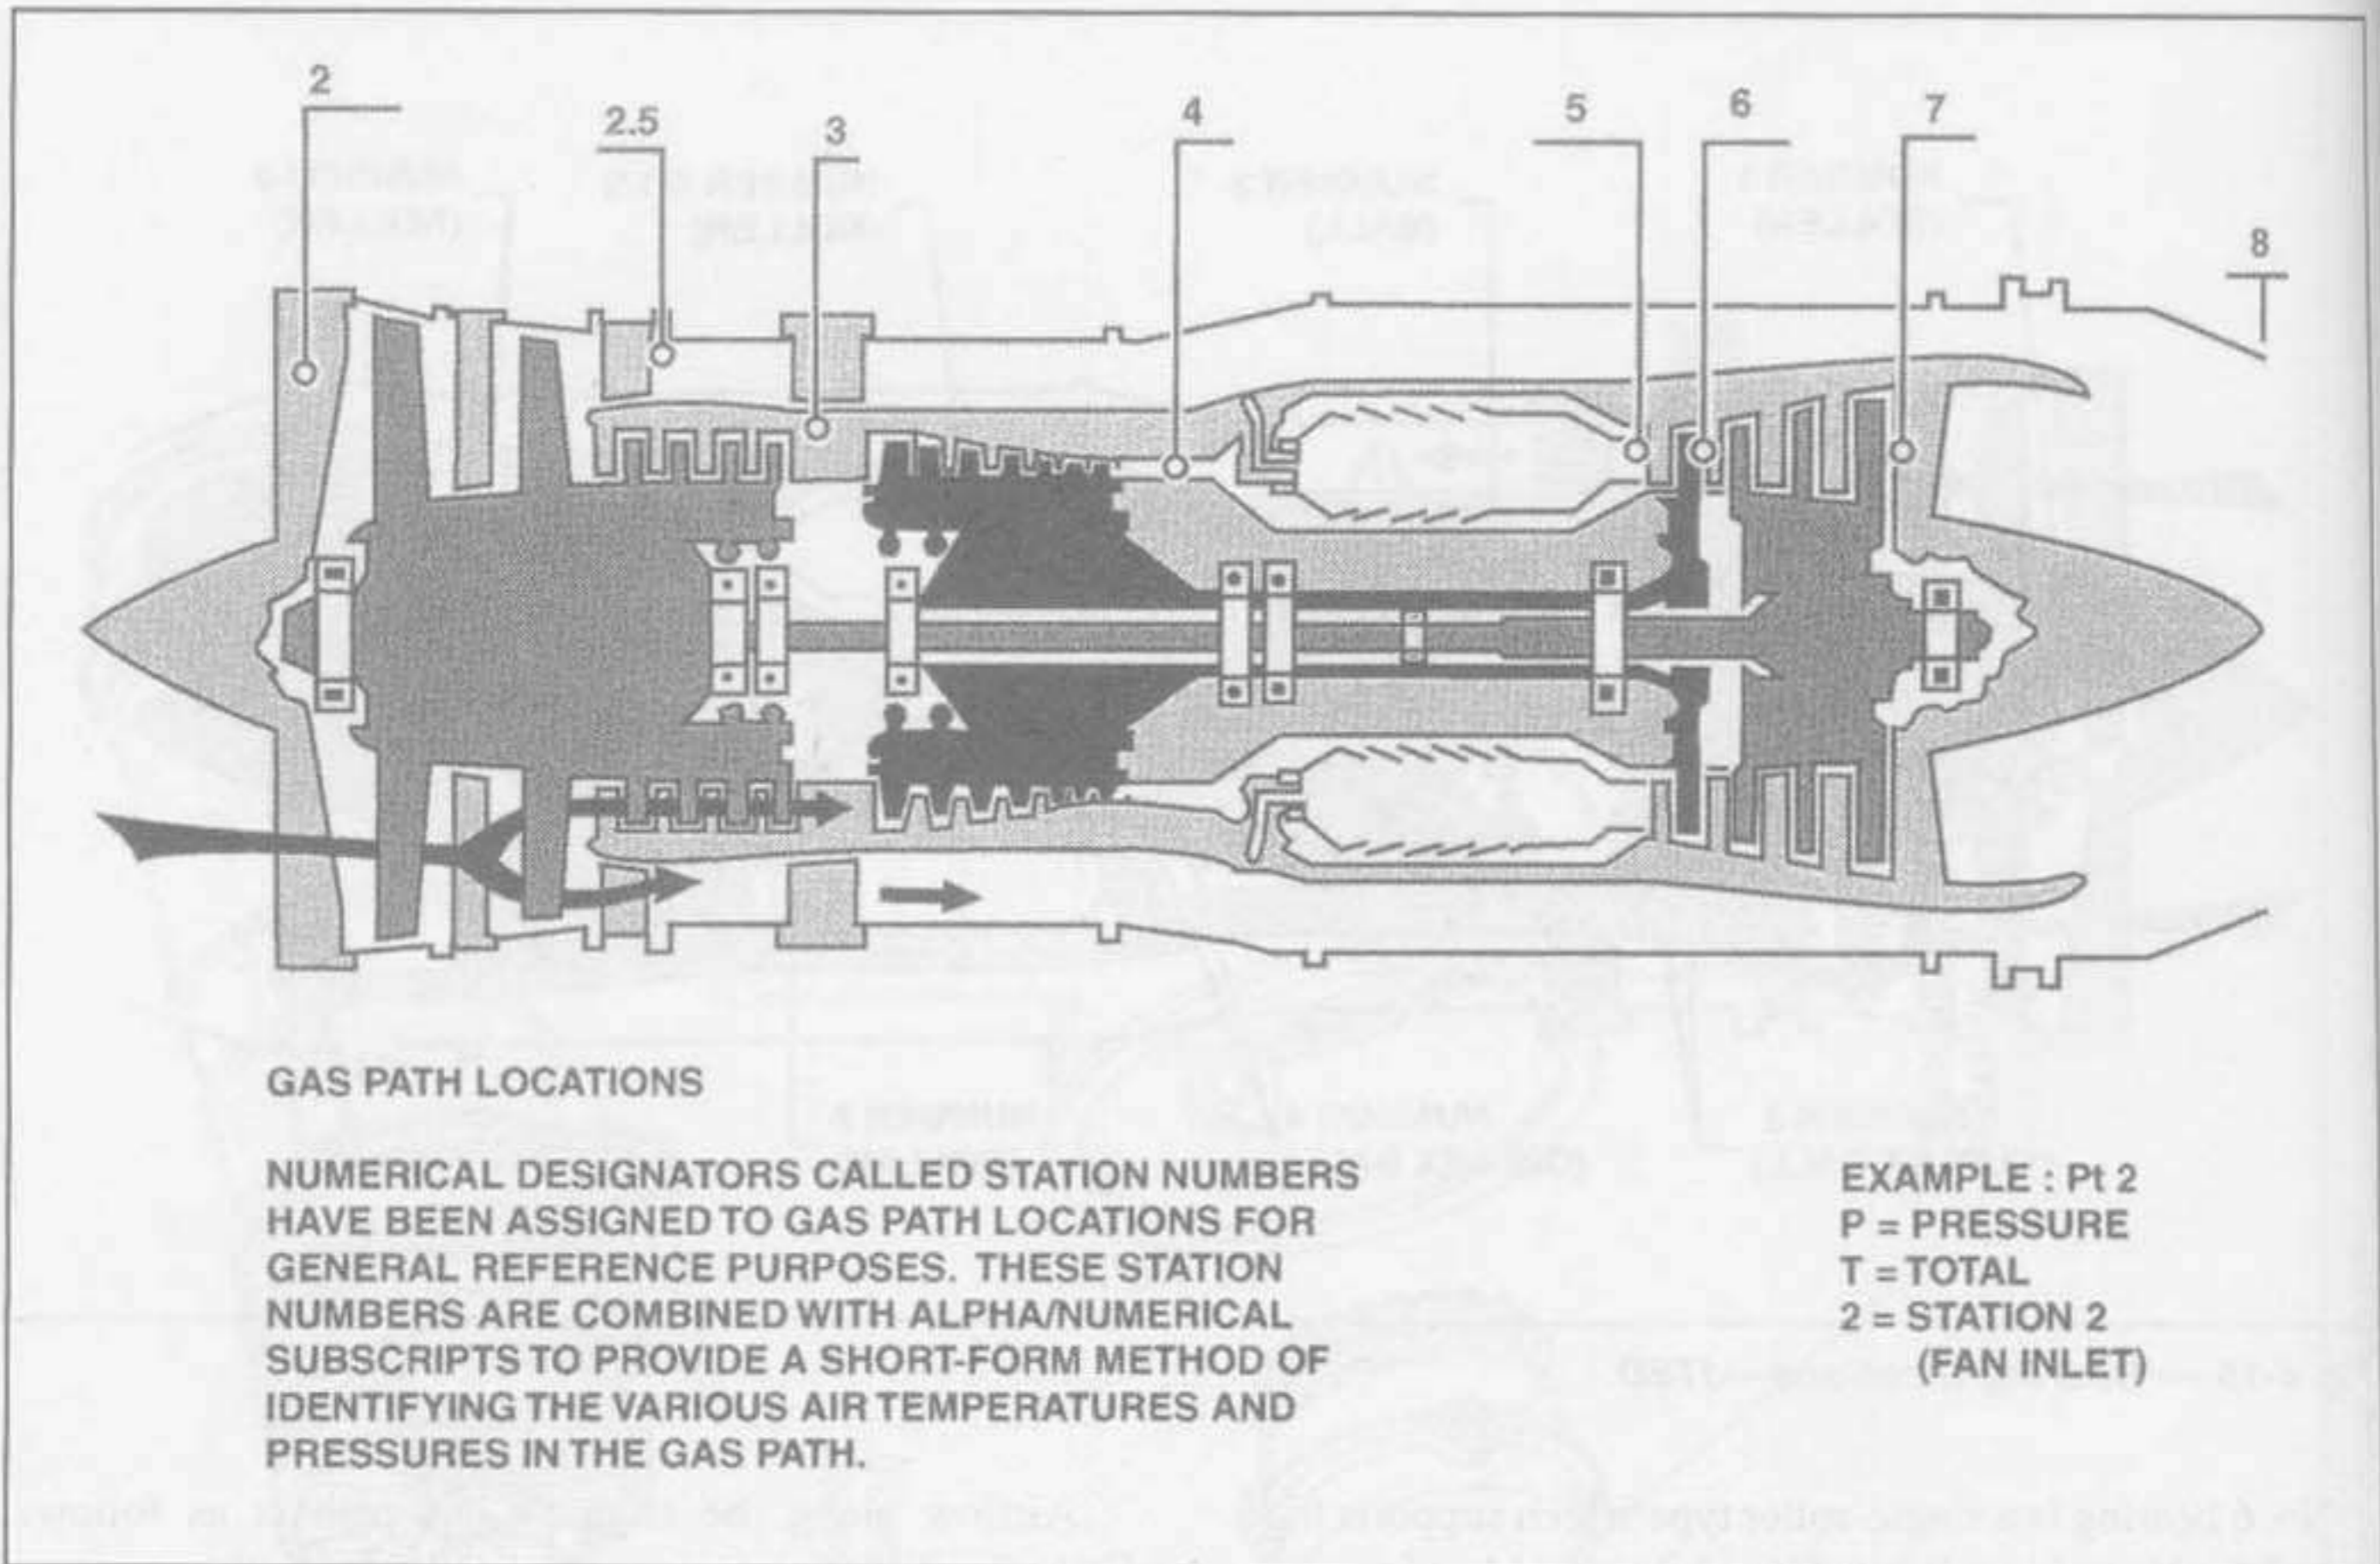 2
2.5
3
4
5
6
7
8
GAS PATH LOCATIONS
NUMERICAL DESIGNATORS CALLED STATION NUMBERS
HAVE BEEN ASSIGNED TO GAS PATH LOCATIONS FOR
GENERAL REFERENCE PURPOSES. THESE STATION
NUMBERS ARE COMBINED WITH ALPHA/NUMERICAL
SUBSCRIPTS TO PROVIDE A SHORT-FORM METHOD OF
IDENTIFYING THE VARIOUS AIR TEMPERATURES AND
PRESSURES IN THE GAS PATH.
EXAMPLE : Pt 2
P = PRESSURE
T = TOTAL
2 = STATION 2
(FAN INLET)